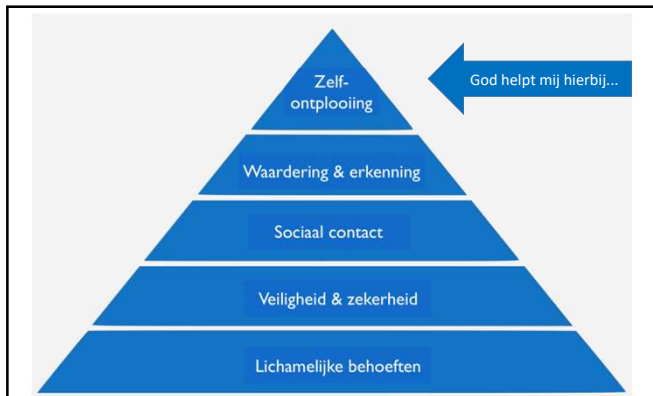 Zelf-
ontplooiing
God helpt mij hierbij...
Waardering & erkenning
Sociaal contact
Veiligheid & zekerheid
Lichamelijke behoeften